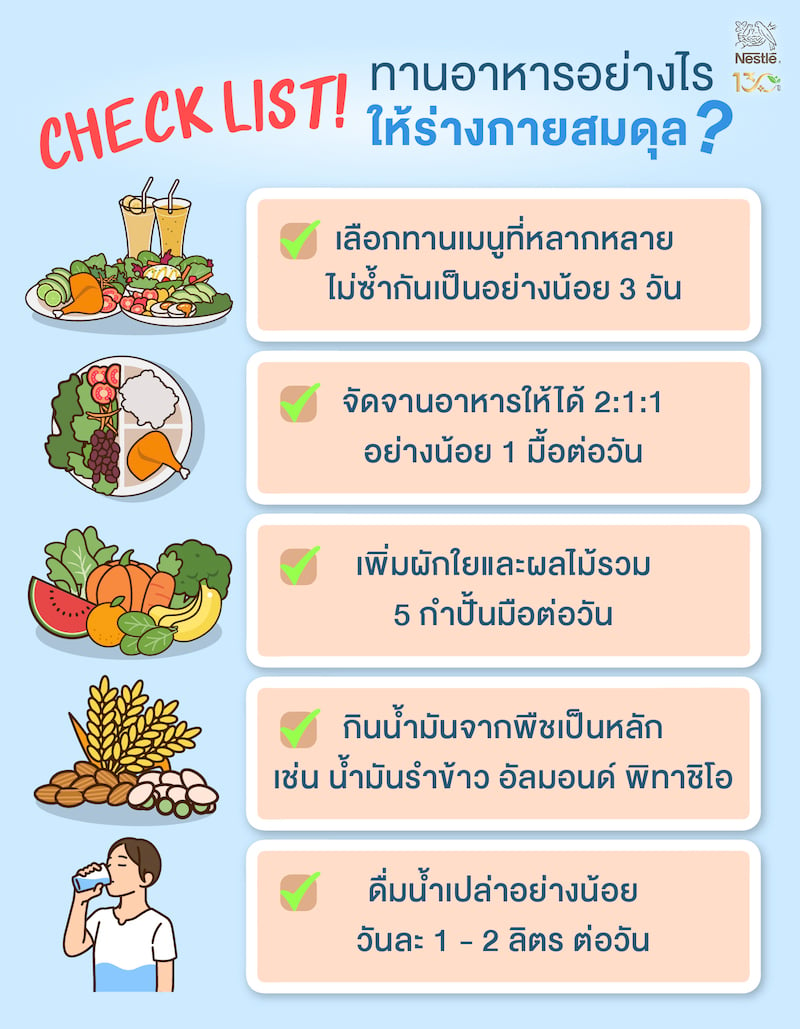 Nestlé
130
CHECK LIST!
ทานอาหารอย่างไร
ให้ร่างกายสมดุล?
เลือกทานเมนูที่หลากหลาย
ไม่ซ้ำกันเป็นอย่างน้อย 3 วัน
จัดจานอาหารให้ได้ 2:1:1
อย่างน้อย 1 มื้อต่อวัน
เพิ่มผักใยและผลไม้รวม
5 กำปั้นมือต่อวัน
กินน้ำมันจากพืชเป็นหลัก
เช่น น้ำมันรำข้าว อัลมอนด์ พิทาชิโอ
ดื่มน้ำเปล่าอย่างน้อย
วันละ 1 - 2 ลิตร ต่อวัน